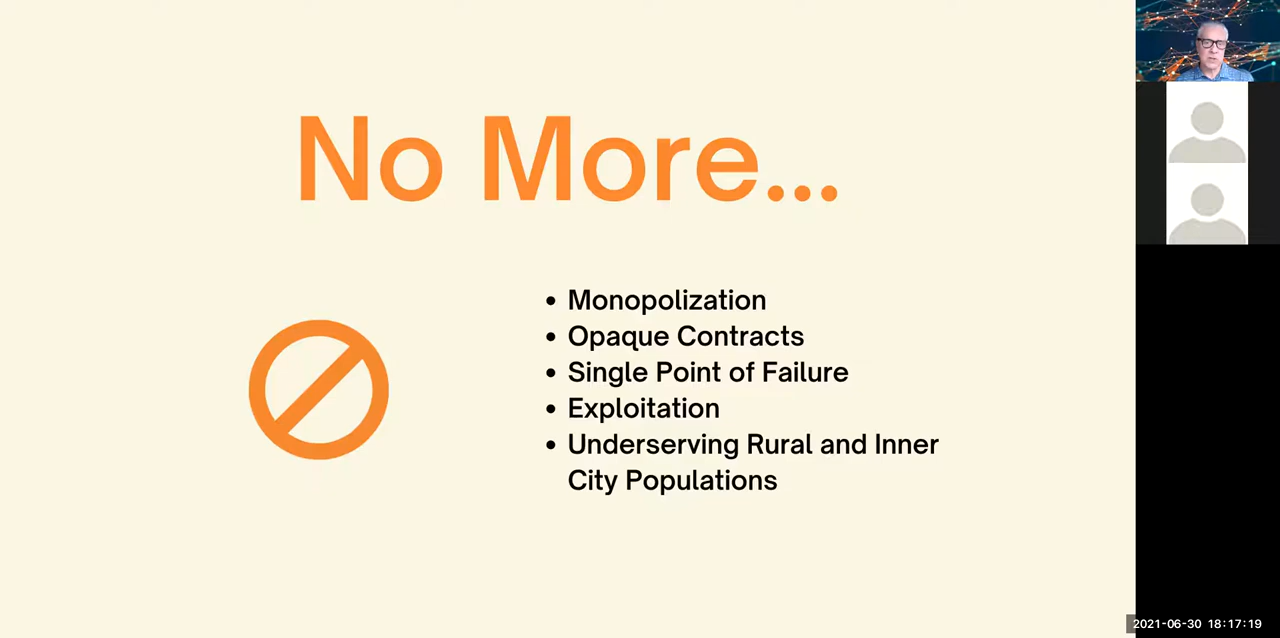 No More...
• Monopolization
• Opaque Contracts
• Single Point of Failure
• Exploitation
• Underserving Rural and Inner
City Populations
2021-06-30 18:17:19